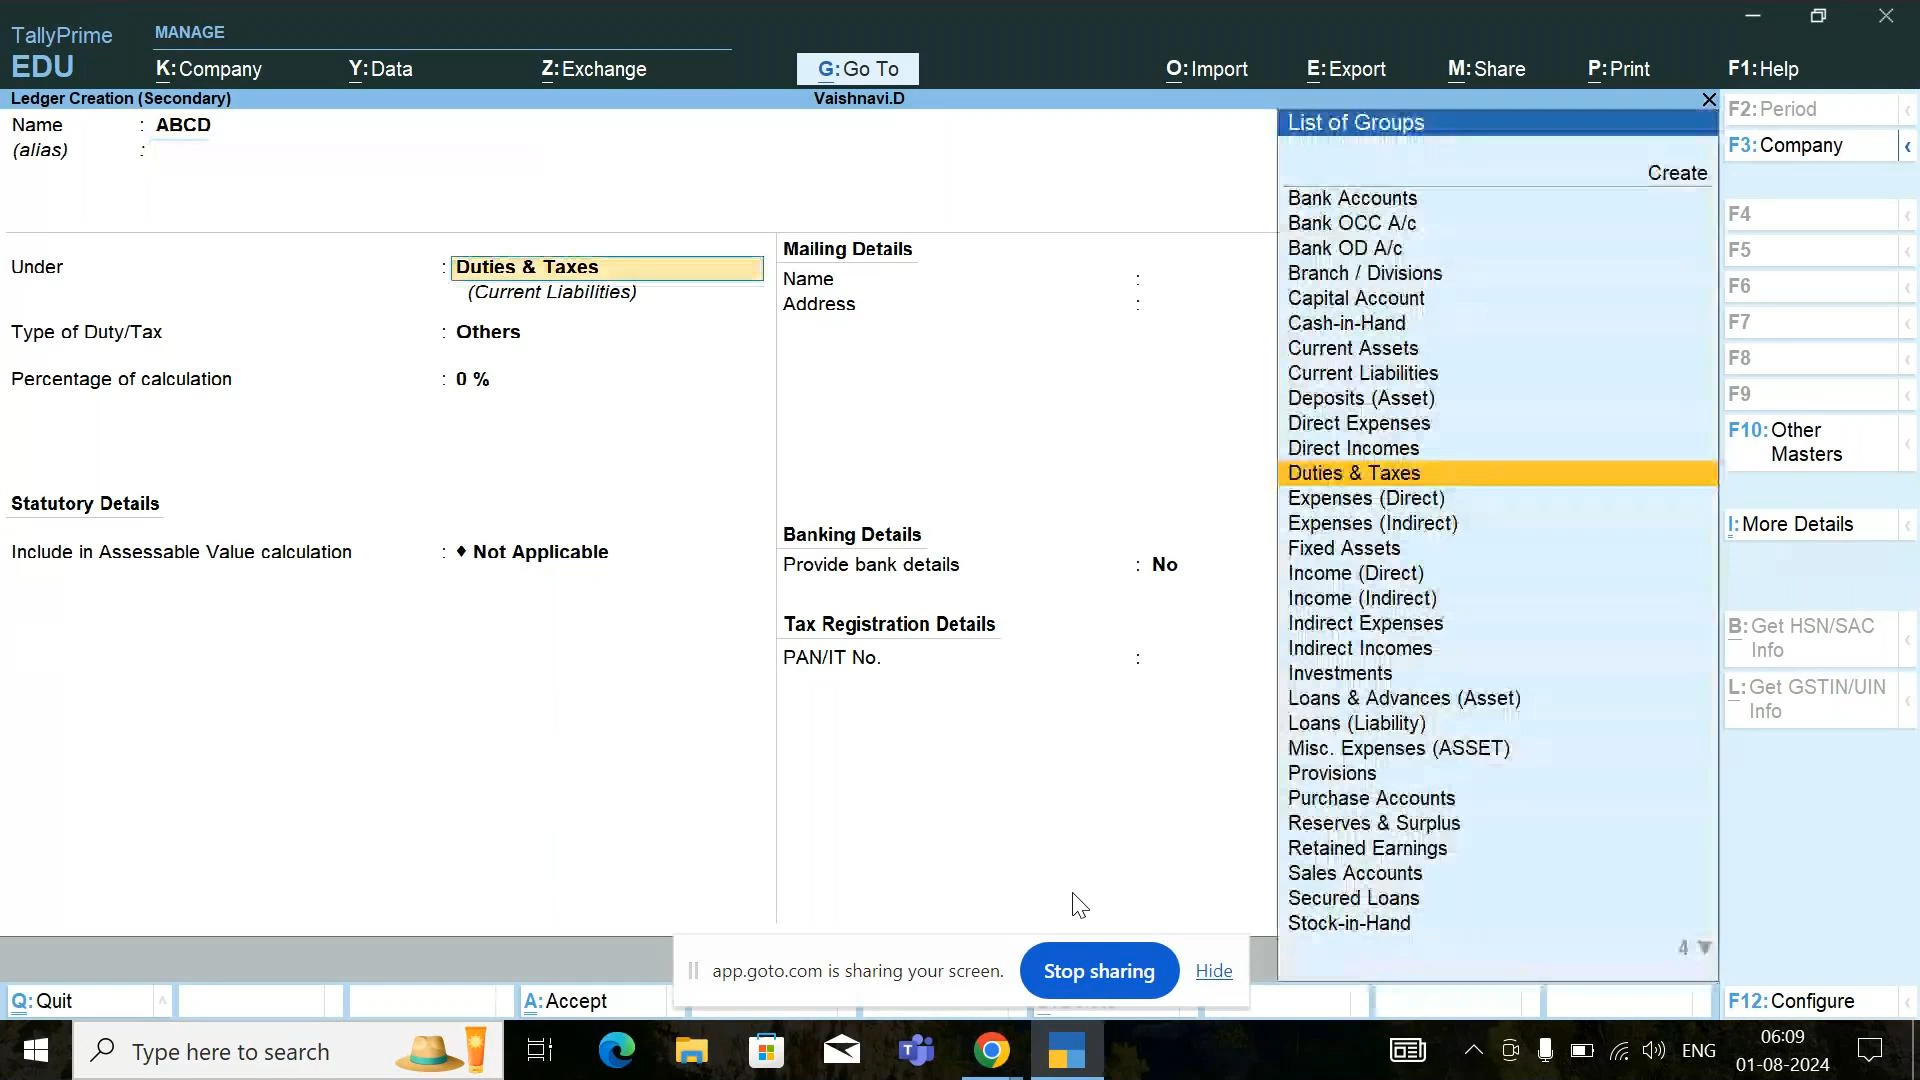 TallyPrime
EDU
MANAGE
K:Company
Y:Data
Z:Exchange
G:Go To
O:Import
E:Export
M:Share
P:Print
F1:Help
Ledger Creation (Secondary)
Vaishnavi.D
Name : ABCD
(alias) :
Under : Duties & Taxes
(Current Liabilities)
Type of Duty/Tax : Others
Percentage of calculation : 0 %
Statutory Details
Include in Assessable Value calculation : ♦ Not Applicable
Mailing Details
Name :
Address :
Banking Details
Provide bank details : No
Tax Registration Details
PAN/IT No. :
List of Groups
Create
Bank Accounts
Bank OCC A/c
Bank OD A/c
Branch / Divisions
Capital Account
Cash-in-Hand
Current Assets
Current Liabilities
Deposits (Asset)
Direct Expenses
Direct Incomes
Duties & Taxes
Expenses (Direct)
Expenses (Indirect)
Fixed Assets
Income (Direct)
Income (Indirect)
Indirect Expenses
Indirect Incomes
Investments
Loans & Advances (Asset)
Loans (Liability)
Misc. Expenses (ASSET)
Provisions
Purchase Accounts
Reserves & Surplus
Retained Earnings
Sales Accounts
Secured Loans
Stock-in-Hand
4 ▼
F2:Period
F3:Company
F4
F5
F6
F7
F8
F9
F10:Other
Masters
I:More Details
B:Get HSN/SAC
Info
L:Get GSTIN/UIN
Info
F12:Configure
app.goto.com is sharing your screen.
Stop sharing
Hide
Q:Quit
A:Accept
Type here to search
ENG
06:09
01-08-2024